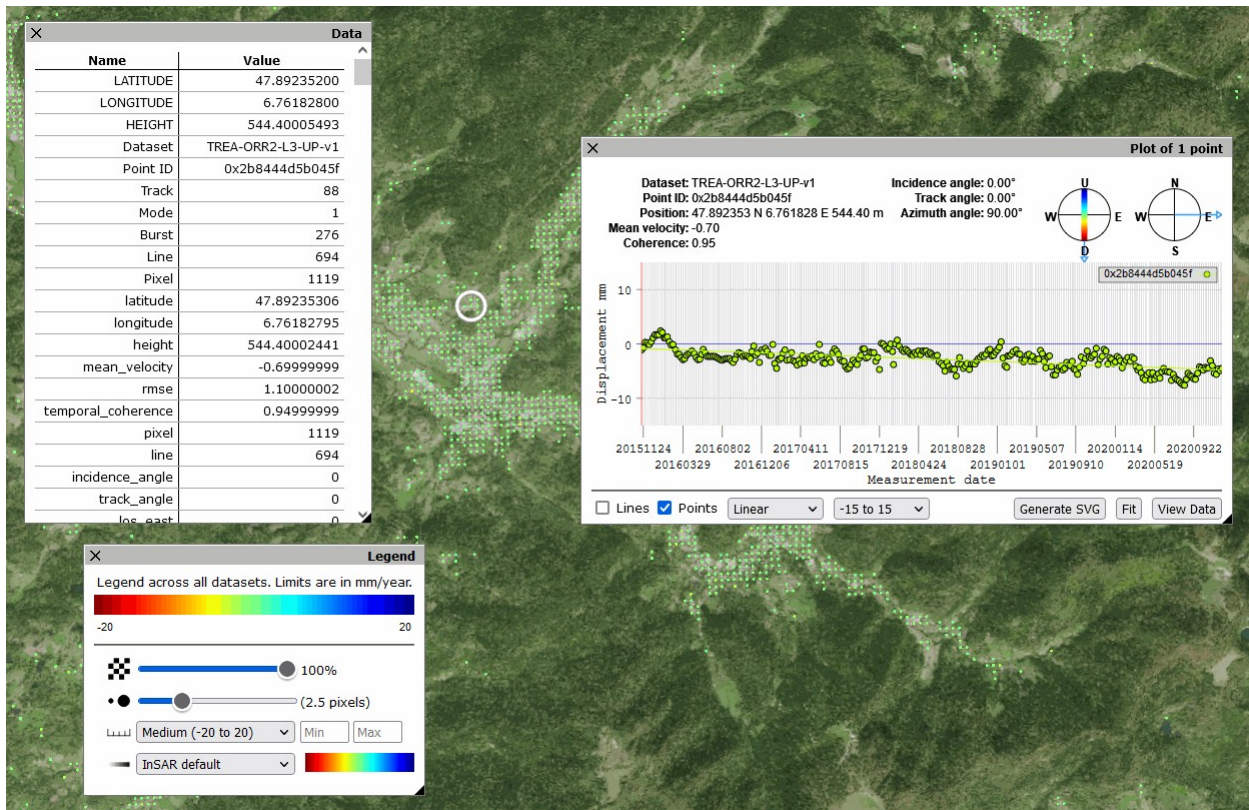 Data
Name Value
LATITUDE 47.89235200
LONGITUDE 6.76182800
HEIGHT 544.40005493
Dataset TREA-ORR2-L3-UP-v1
Point ID 0x2b8444d5b045f
Track 88
Mode 1
Burst 276
Line 694
Pixel 1119
latitude 47.89235306
longitude 6.76182795
height 544.40002441
mean_velocity -0.69999999
rmse 1.10000002
temporal_coherence 0.94999999
pixel 1119
line 694
incidence_angle 0
track_angle 0
los_east 0
Plot of 1 point
Dataset: TREA-ORR2-L3-UP-v1
Point ID: 0x2b8444d5b045f
Position: 47.892353 N 6.761828 E 544.40 m
Mean velocity: -0.70
Coherence: 0.95
Incidence angle: 0.00°
Track angle: 0.00°
Azimuth angle: 90.00°
U
W E
D
N
W E
S
0x2b8444d5b045f
Displacement mm
10
0
-10
20151124 20160802 20170411 20171219 20180828 20190507 20200114 20200922
20160329 20161206 20170815 20180424 20190101 20190910 20200519
Measurement date
Lines Points Linear -15 to 15 Generate SVG Fit View Data
Legend
Legend across all datasets. Limits are in mm/year.
-20 20
100%
(2.5 pixels)
Medium (-20 to 20) Min Max
InSAR default